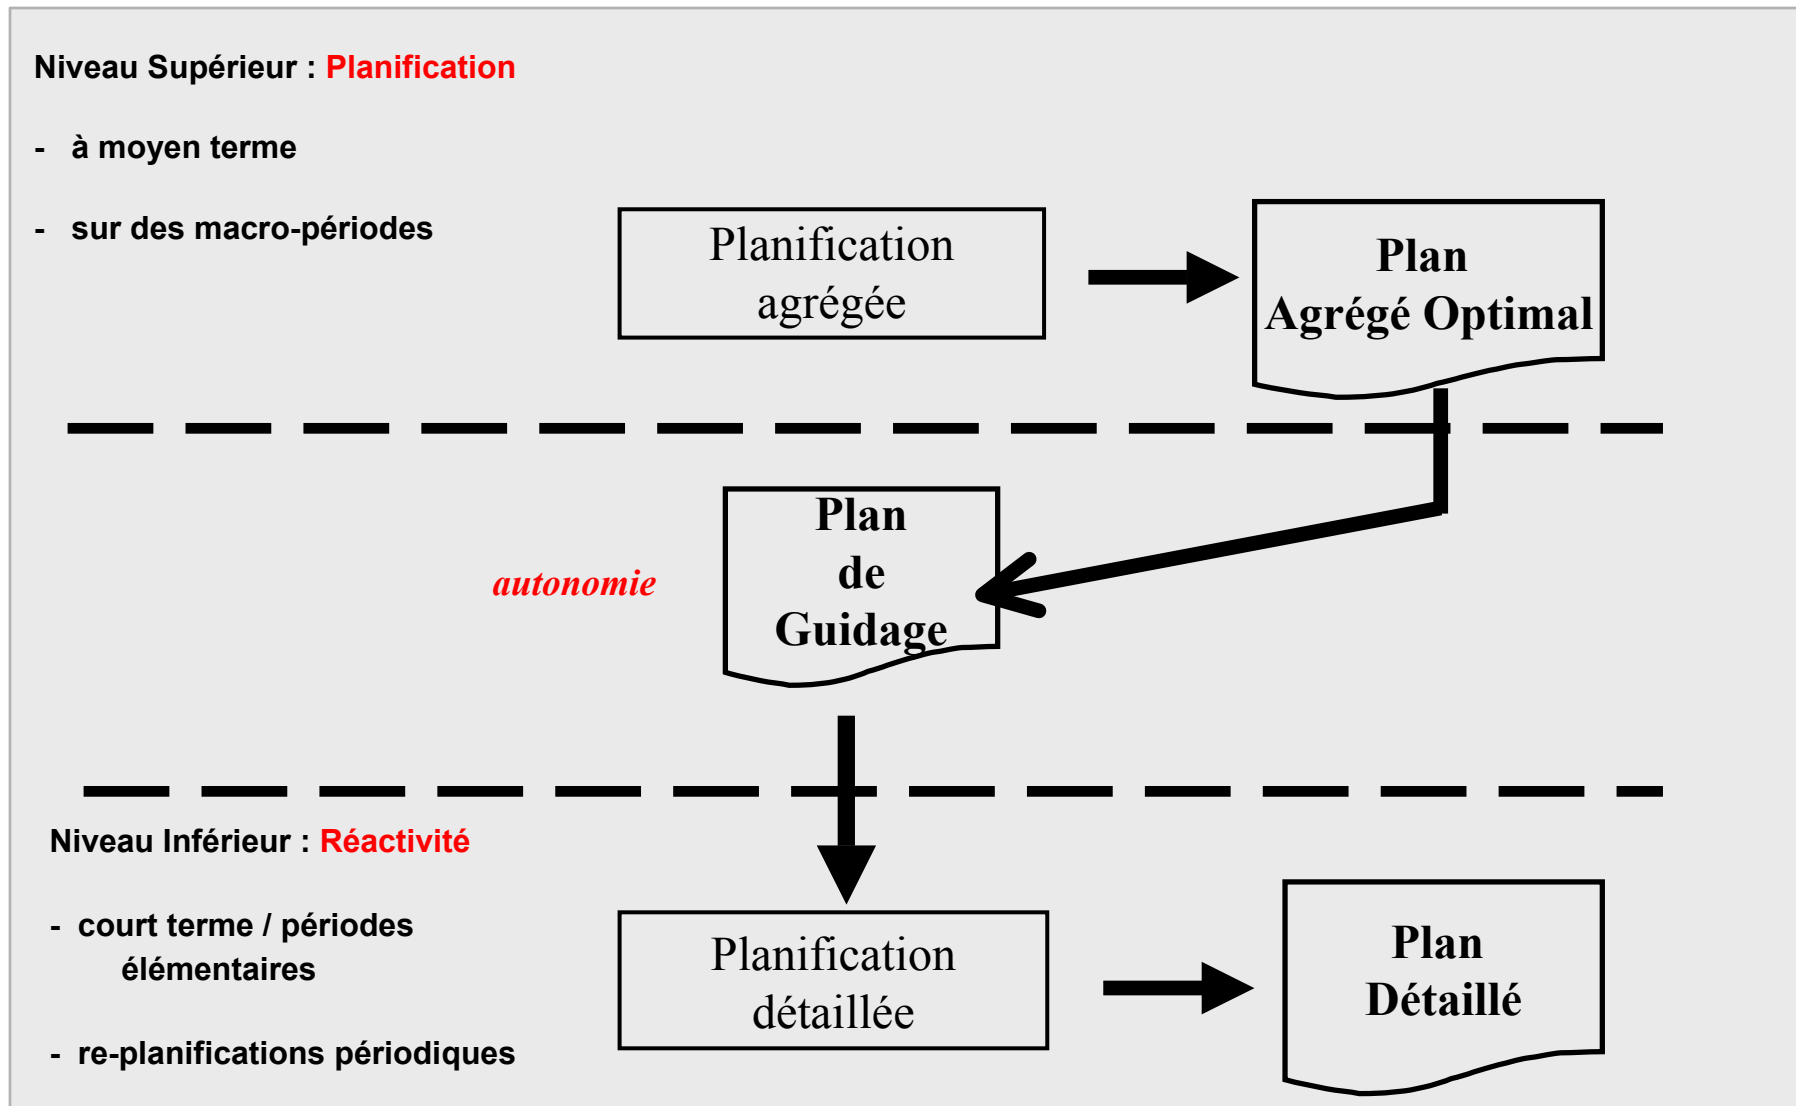 Niveau Supérieur : Planification
- à moyen terme
- sur des macro-périodes
Planification
agrégée
Plan
Agrégé Optimal
Plan
de
Guidage
autonomie
Niveau Inférieur : Réactivité
- court terme / périodes
élémentaires
- re-planifications périodiques
Planification
détaillée
Plan
Détaillé